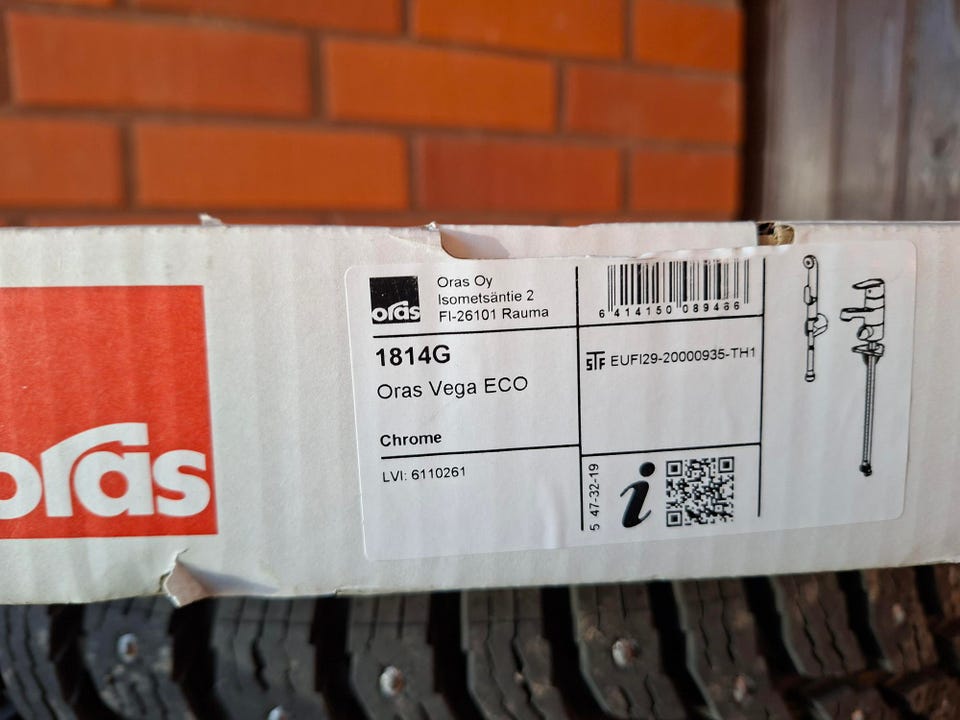 oras
oras
Oras Oy
Isometsäntie 2
FI-26101 Rauma
1814G
Oras Vega ECO
Chrome
LVI: 6110261
6 414150 089466
STF EUFI29-20000935-TH1
5 47-32-19
i